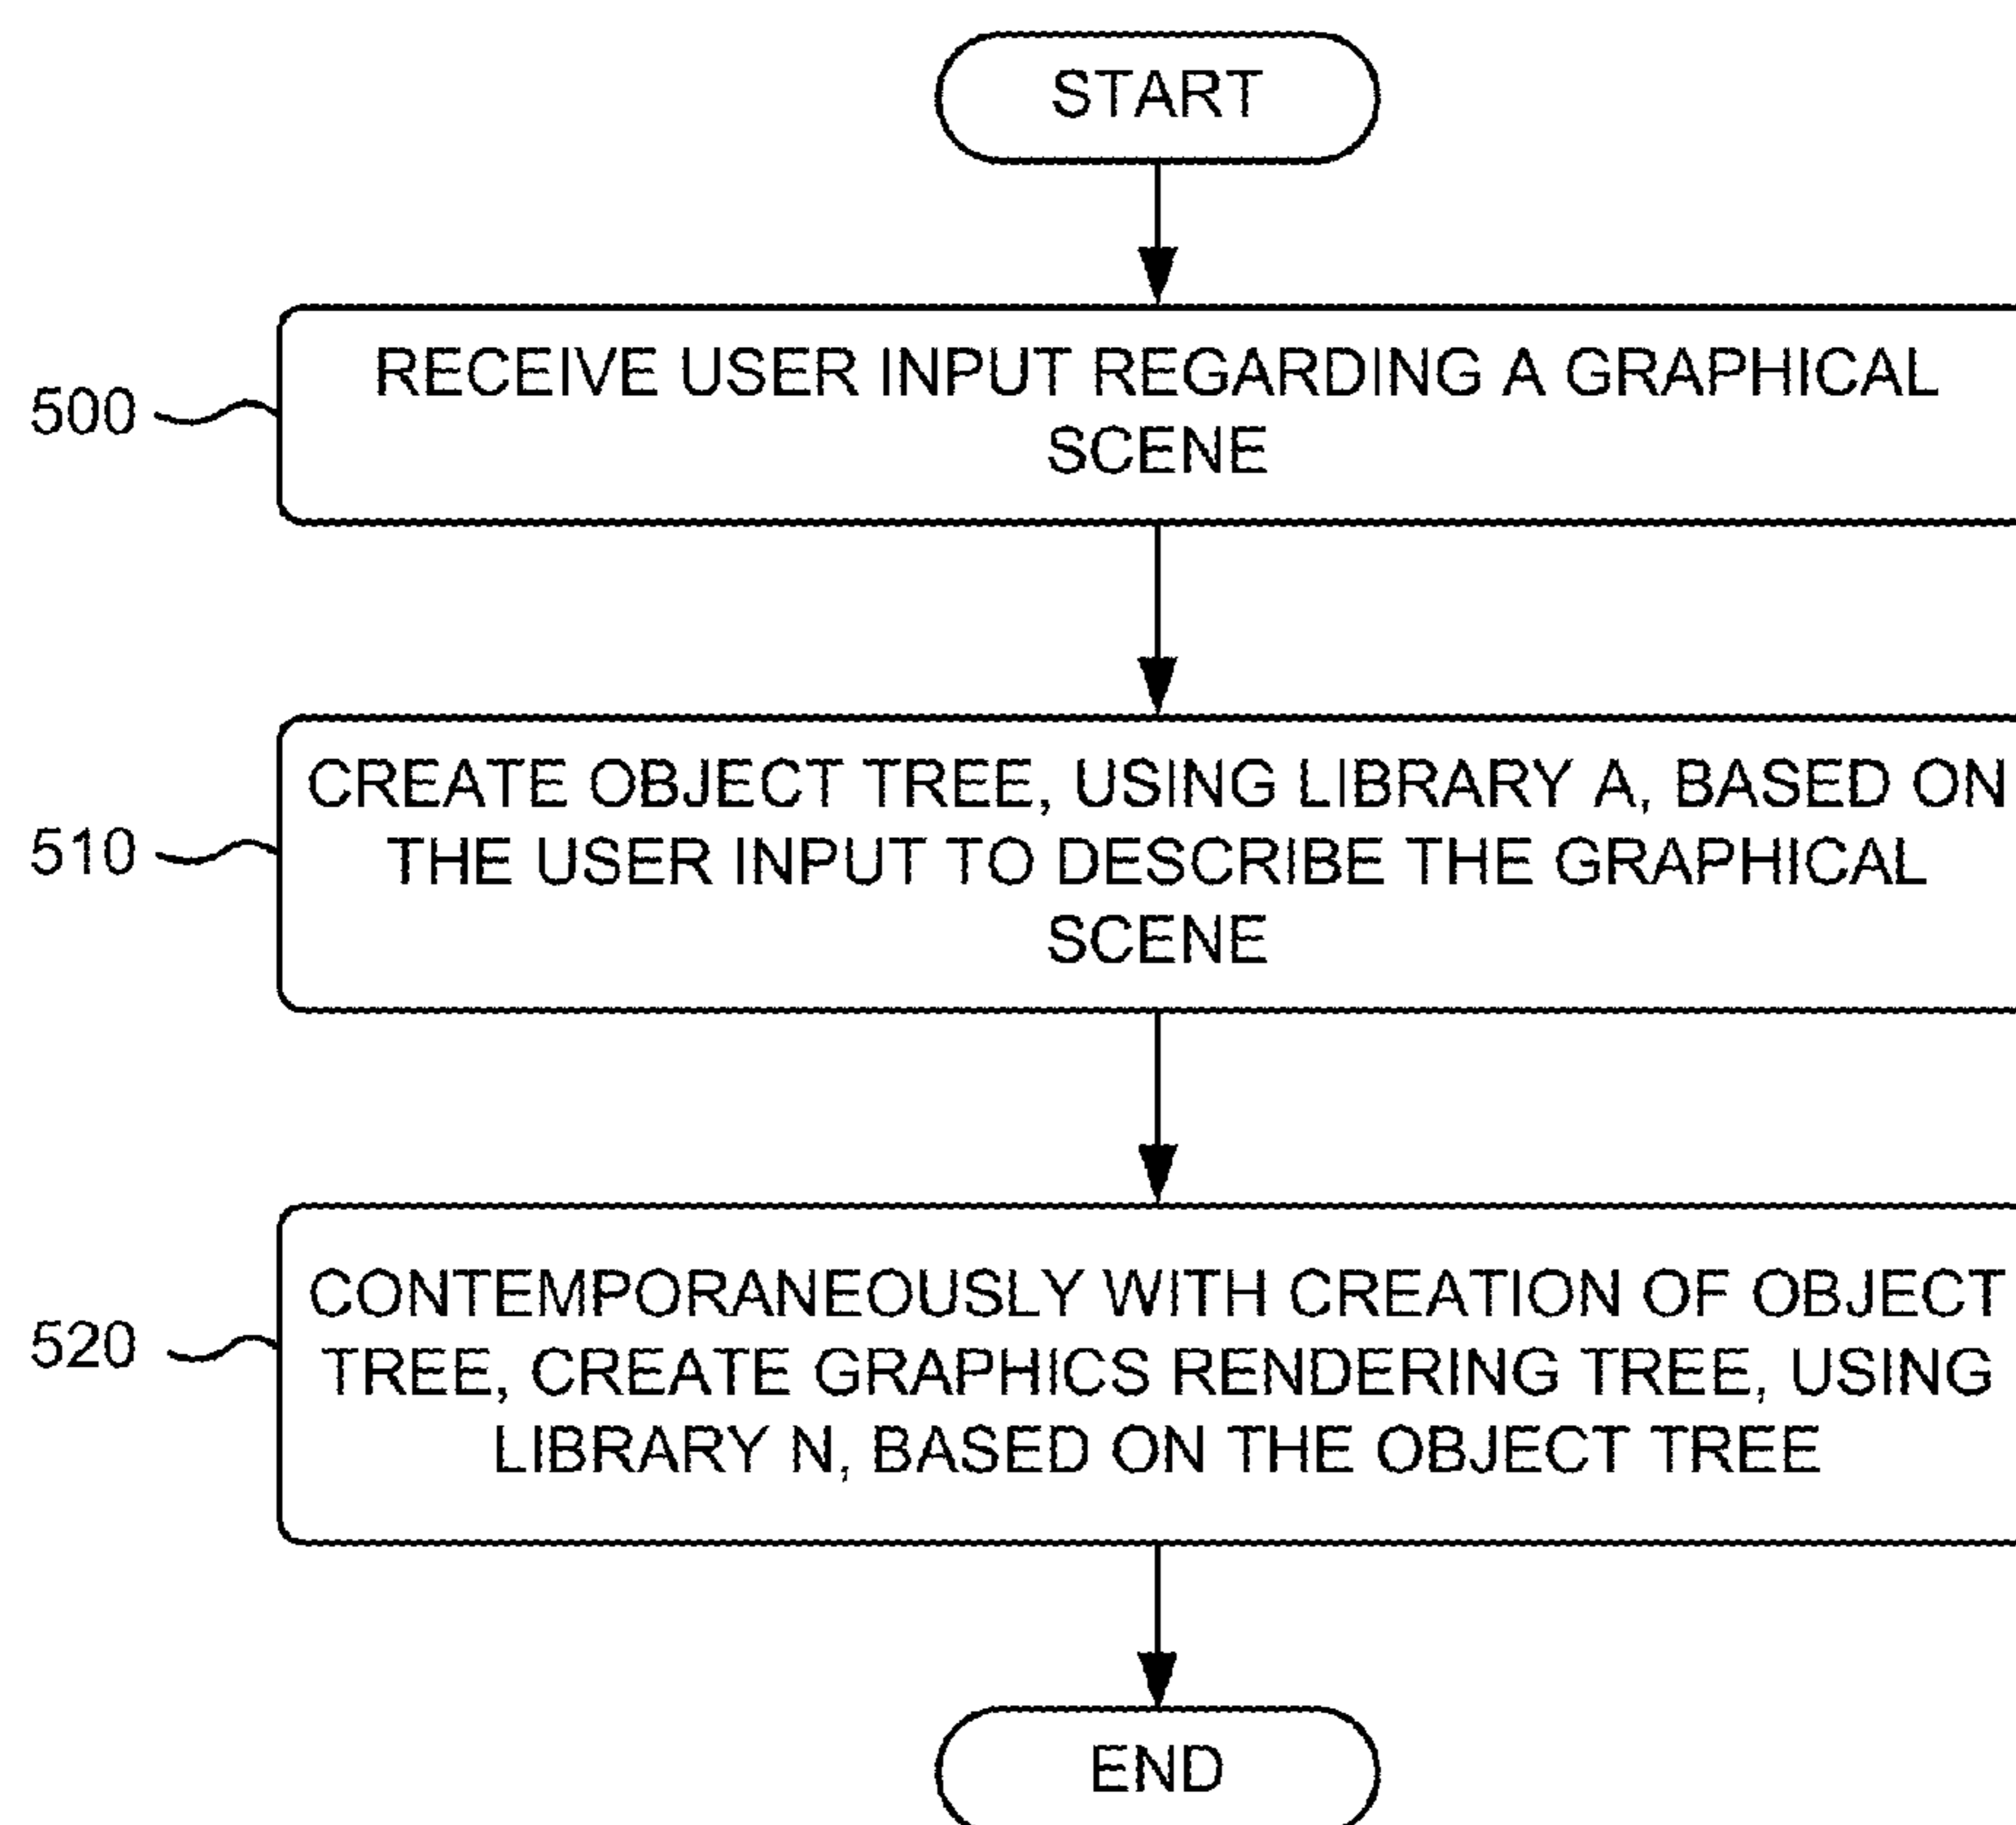 START
RECEIVE USER INPUT REGARDING A GRAPHICAL
SCENE
500
CREATE OBJECT TREE, USING LIBRARY A, BASED ON
THE USER INPUT TO DESCRIBE THE GRAPHICAL
SCENE
510
CONTEMPORANEOUSLY WITH CREATION OF OBJECT
TREE, CREATE GRAPHICS RENDERING TREE, USING
LIBRARY N, BASED ON THE OBJECT TREE
520
END